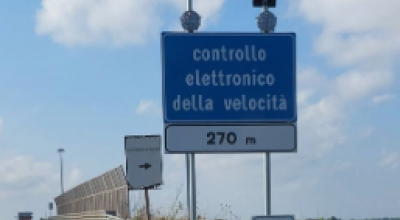 controllo
elettronico
della velocità
270 m